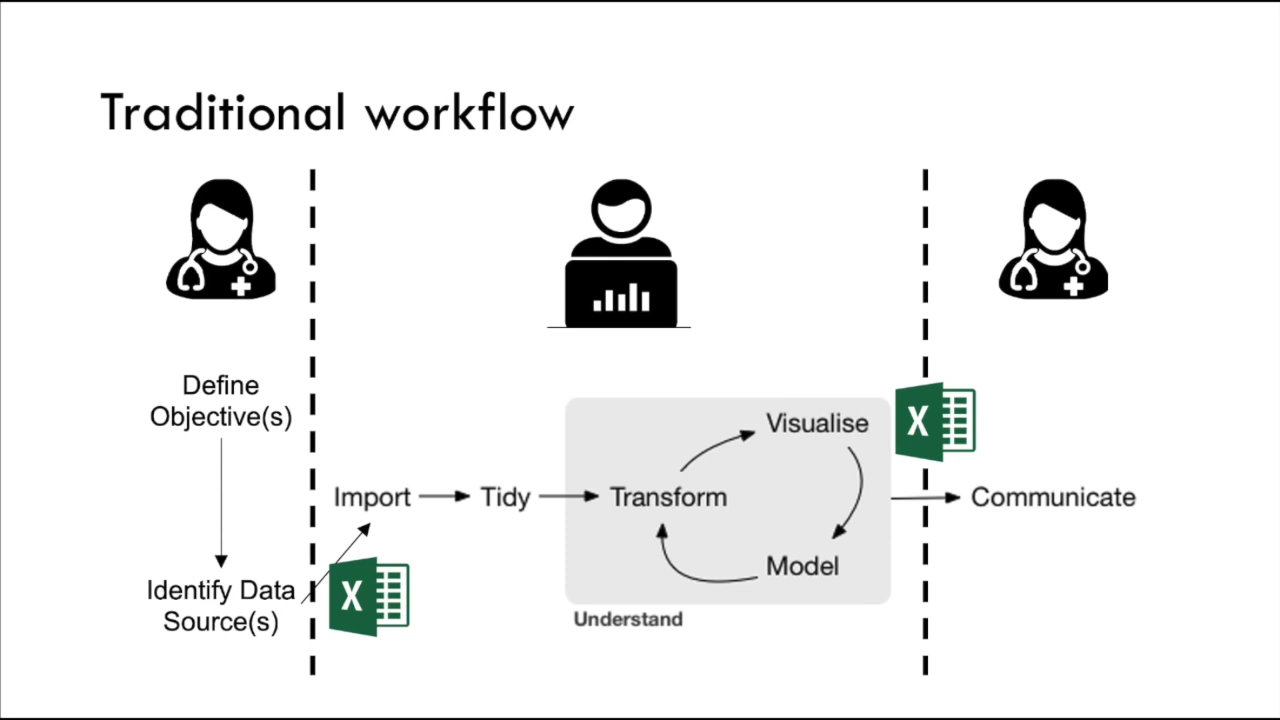 Traditional workflow
Define
Objective(s)
Identify Data
Source(s)
Import
Tidy
Transform
Visualise
Model
Understand
Communicate
X
X